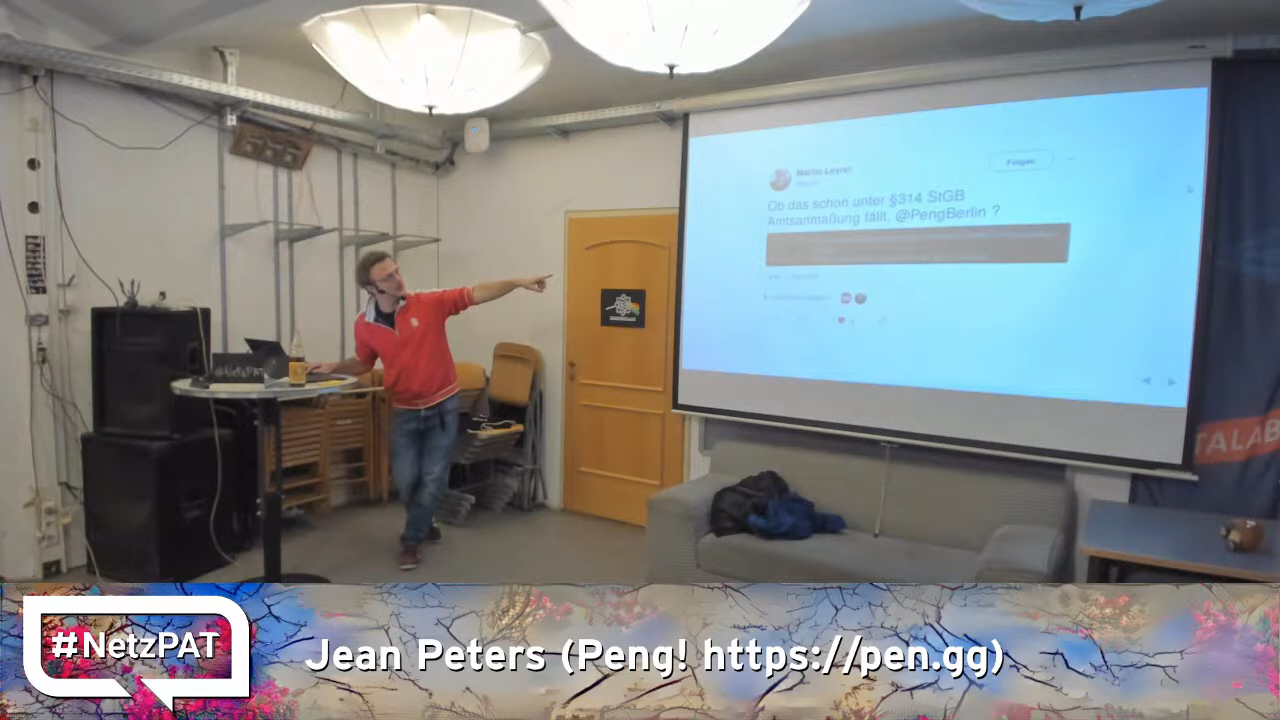 Folgen
Martin Leyrer
Ob das schon unter §314 StGB
Amtsanmaßung fällt, @PengBerlin ?
#NetzPAT
TALAB
#NetzPAT
Jean Peters (Peng! https://pen.gg)